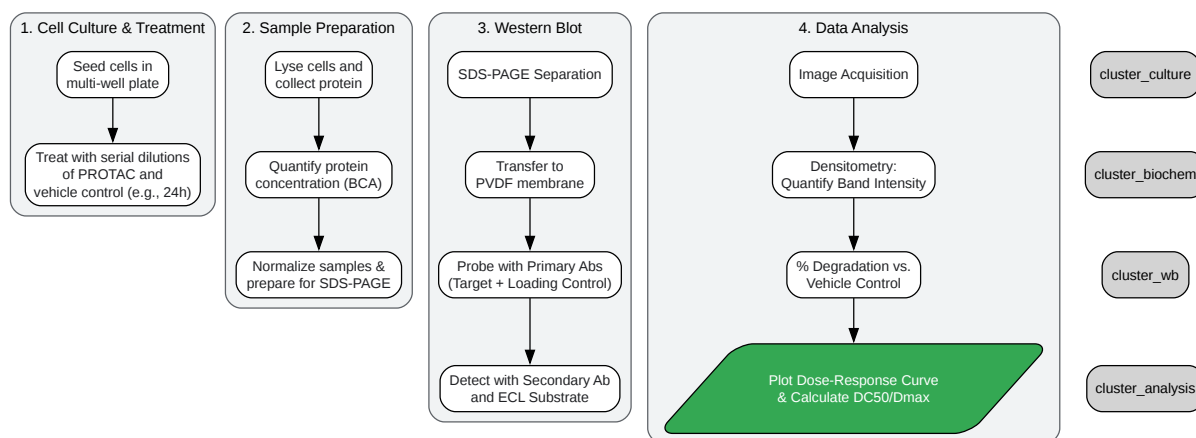 1. Cell Culture & Treatment
Seed cells in
multi-well plate
Treat with serial dilutions
of PROTAC and
vehicle control (e.g., 24h)
2. Sample Preparation
Lyse cells and
collect protein
Quantify protein
concentration (BCA)
Normalize samples &
prepare for SDS-PAGE
3. Western Blot
SDS-PAGE Separation
Transfer to
PVDF membrane
Probe with Primary Abs
(Target + Loading Control)
Detect with Secondary Ab
and ECL Substrate
4. Data Analysis
Image Acquisition
Densitometry:
Quantify Band Intensity
% Degradation vs.
Vehicle Control
Plot Dose-Response Curve
& Calculate DC50/Dmax
cluster_culture
cluster_biochem
cluster_wb
cluster_analysis